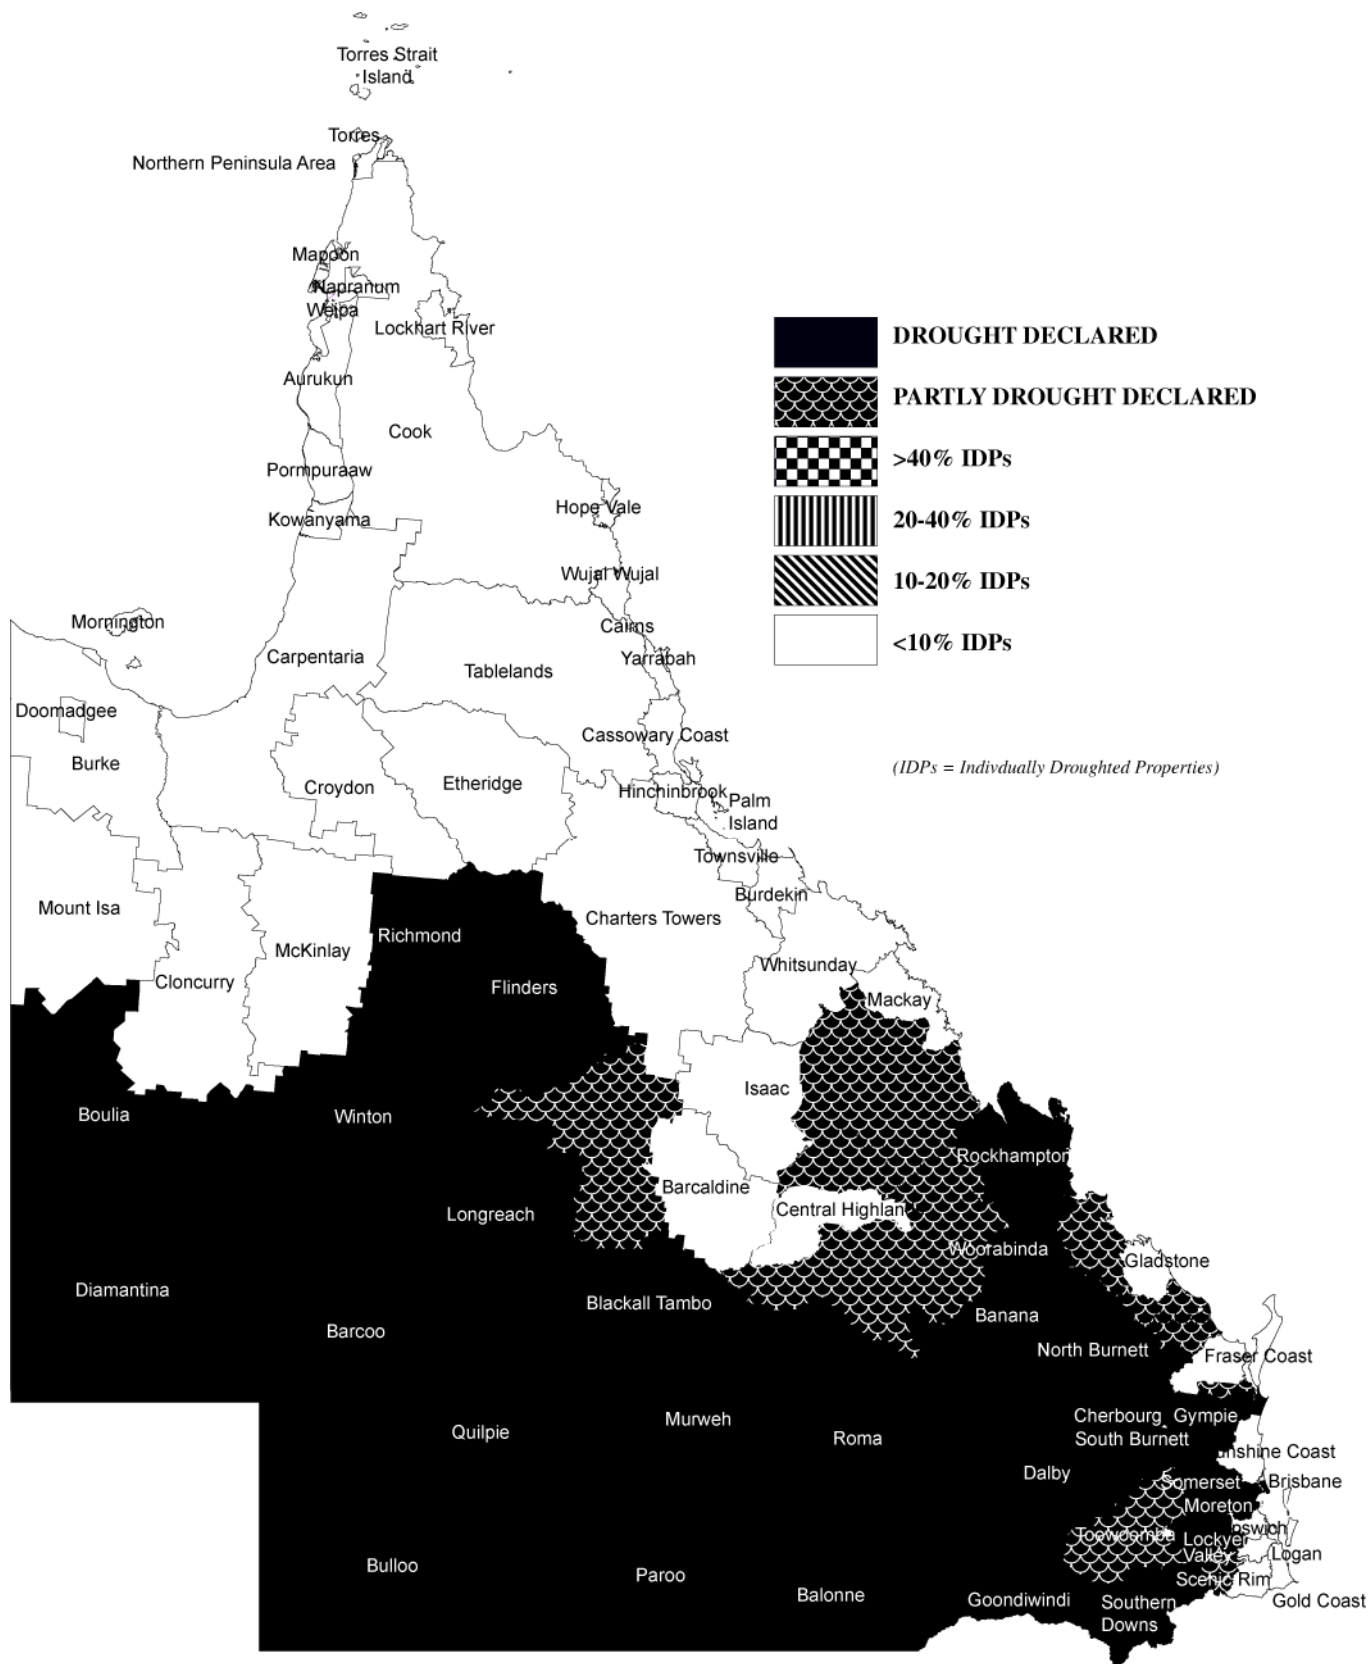 Torres Strait
Island
Torres
Northern Peninsula Area
Mapoon
Napranum
Weipa
Lockhart River
DROUGHT DECLARED
Aurukun
PARTLY DROUGHT DECLARED
Cook
>40% IDPs
Pormpuraaw
Hope Vale
Kowanyama
20-40% IDPs
Wujal Wujal
10-20% IDPs
Mornington
Cairns
<10% IDPs
Carpentaria
Tablelands
Yarrabah
Doomadgee
Cassowary Coast
Burke
(IDPs = Indivdually Droughted Properties)
Croydon
Etheridge
Hinchinbrook
Palm
Island
Townsville
Burdekin
Mount Isa
Charters Towers
Richmond
McKinlay
Whitsunday
Cloncurry
Flinders
Mackay
Isaac
Boulia
Winton
Rockhampton
Barcaldine
Longreach
Central Highlan
Woorabinda
Gladstone
Diamantina
Blackall Tambo
Banana
Barcoo
North Burnett
Fraser Coast
Murweh
Cherbourg
Gympie
Quilpie
Roma
South Burnett
nshine Coast
Dalby
Somerset
Brisbane
Moreton
Toowoomba
pswich
Lockyer
Valley
Logan
Bulloo
Paroo
Scenic Rim
Balonne
Goondiwindi
Southern
Downs
Gold Coast